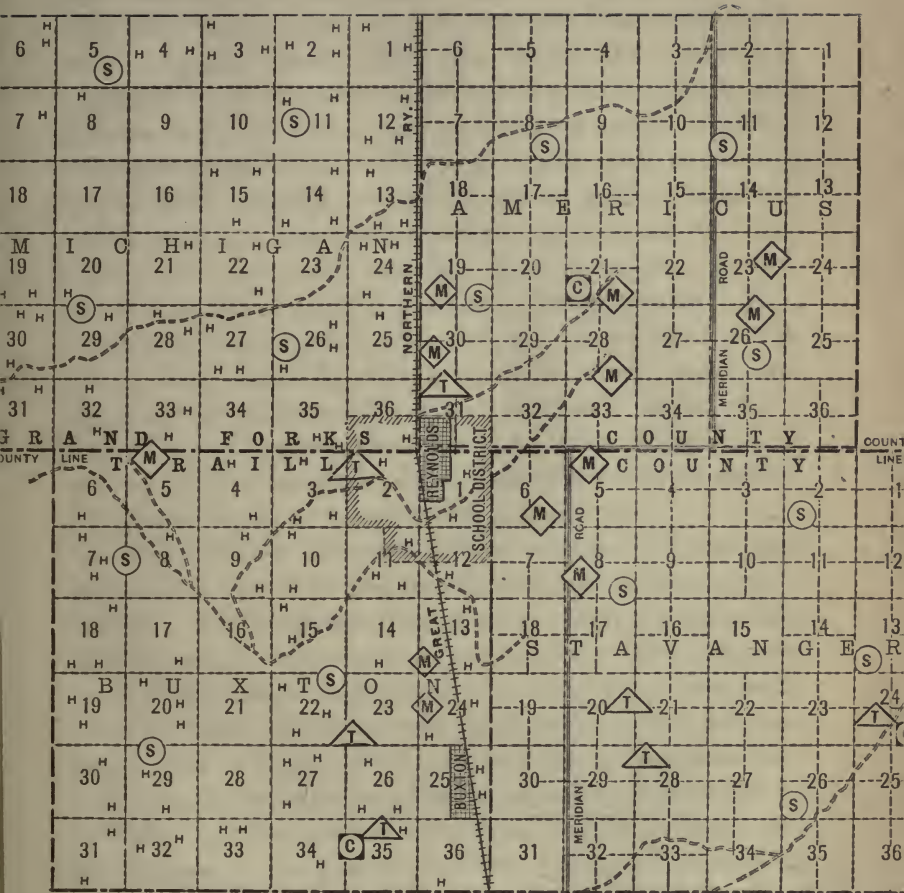 H H H H H
6 H 5 H 4 H H 3 H 2 H 1 H 6 5 4 3 2 1
S
H H H
7 H 8 9 10 S 11 12 7 8 9 10 11 12
H S S
RY.
H H H
18 17 16 15 14 13 18 17 16 15 14 13
H H H H
A M E R I C U S
M I C H I G A N
H H H H
19 20 21 22 23 24 19 20 21 22 23 24
M
H H H H M S C M
S M
H H H H
30 29 28 27 26 25 30 29 28 27 26 25
S M S
H H H M
T
NORTHERN
MERIDIAN ROAD
31 32 33 H 34 35 36 31 32 33 34 35 36
GRAND FORKS COUNTY
H H H
COUNTY LINE
COUNTY LINE
TRAILL COUNTY
M H H T M
REYNOLDS
SCHOOL DISTRICT
6 5 4 3 2 1 6 5 4 3 2 1
H H H M S
ROAD
7 H S 8 9 10 11 12 7 8 9 10 11 12
H H H H M S
18 17 16 15 14 13 18 17 16 15 14 13
H H H H M H S
GREAT
STAVANGER
BUXTON
H 19 20 H 21 22 H 23 24 19 20 21 22 23 24
S M T T
H H H T
S T
30 29 28 27 26 25 30 29 28 27 26 25
H H H H H
BUXTON
H H H H S
MERIDIAN
H H H T H
31 H 32 H 33 34 C 35 36 31 32 33 34 35 36
H H H